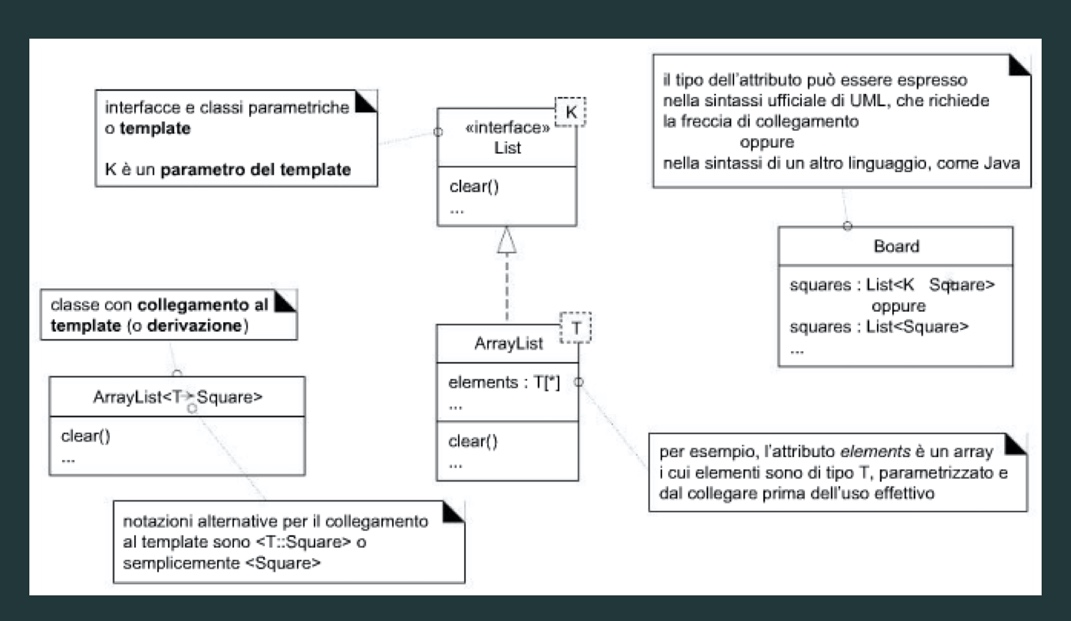 interfacce e classi parametriche
o template
K è un parametro del template
K
«interface»
List
clear()
...
il tipo dell'attributo può essere espresso
nella sintassi ufficiale di UML, che richiede
la freccia di collegamento
oppure
nella sintassi di un altro linguaggio, come Java
Board
squares : List<K Square>
oppure
squares : List<Square>
...
classe con collegamento al
template (o derivazione)
ArrayList<T->Square>
clear()
...
T
ArrayList
elements : T[*]
...
clear()
...
per esempio, l'attributo elements è un array
i cui elementi sono di tipo T, parametrizzato e
dal collegare prima dell'uso effettivo
notazioni alternative per il collegamento
al template sono <T::Square> o
semplicemente <Square>